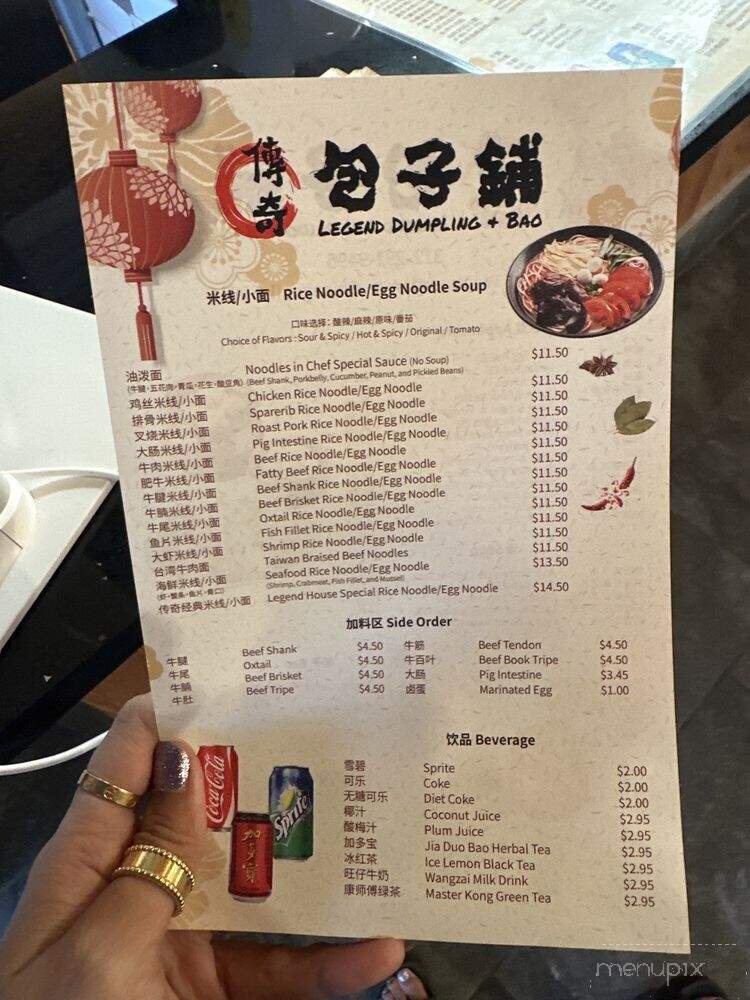 傳奇 包子鋪
LEGEND DUMPLING & BAO
米线/小面 Rice Noodle/Egg Noodle Soup
口味选择：酸辣/麻辣/原味/番茄
Choice of Flavors : Sour & Spicy / Hot & Spicy / Original / Tomato
油泼面 Noodles in Chef Special Sauce (No Soup) $11.50
(牛腱，五花肉，青瓜，花生，酸豆角) (Beef Shank, Porkbelly, Cucumber, Peanut, and Pickled Beans)
鸡丝米线/小面 Chicken Rice Noodle/Egg Noodle $11.50
排骨米线/小面 Sparerib Rice Noodle/Egg Noodle $11.50
叉烧米线/小面 Roast Pork Rice Noodle/Egg Noodle $11.50
大肠米线/小面 Pig Intestine Rice Noodle/Egg Noodle $11.50
牛肉米线/小面 Beef Rice Noodle/Egg Noodle $11.50
肥牛米线/小面 Fatty Beef Rice Noodle/Egg Noodle $11.50
牛腱米线/小面 Beef Shank Rice Noodle/Egg Noodle $11.50
牛腩米线/小面 Beef Brisket Rice Noodle/Egg Noodle $11.50
牛尾米线/小面 Oxtail Rice Noodle/Egg Noodle $11.50
鱼片米线/小面 Fish Fillet Rice Noodle/Egg Noodle $11.50
大虾米线/小面 Shrimp Rice Noodle/Egg Noodle $11.50
台湾牛肉面 Taiwan Braised Beef Noodles $11.50
海鲜米线/小面 Seafood Rice Noodle/Egg Noodle $13.50
(虾，蟹条，鱼片，青口) (Shrimp, Crabmeat, Fish Fillet, and Mussel)
传奇经典米线/小面 Legend House Special Rice Noodle/Egg Noodle $14.50
加料区 Side Order
牛腱 Beef Shank $4.50 牛筋 Beef Tendon $4.50
牛尾 Oxtail $4.50 牛百叶 Beef Book Tripe $4.50
牛腩 Beef Brisket $4.50 大肠 Pig Intestine $3.45
牛肚 Beef Tripe $4.50 卤蛋 Marinated Egg $1.00
饮品 Beverage
雪碧 Sprite $2.00
可乐 Coke $2.00
无糖可乐 Diet Coke $2.00
椰汁 Coconut Juice $2.95
酸梅汁 Plum Juice $2.95
加多宝 Jia Duo Bao Herbal Tea $2.95
冰红茶 Ice Lemon Black Tea $2.95
旺仔牛奶 Wangzai Milk Drink $2.95
康师傅绿茶 Master Kong Green Tea $2.95
Coca-Cola
Sprite
加多宝
menupix